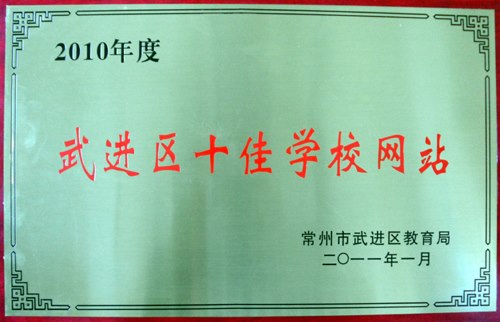 2010年度
武进区十佳学校网站
常州市武进区教育局
二〇一一年一月